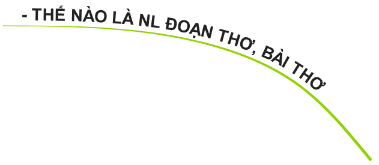 - THẾ NÀO LÀ NL ĐOẠN THƠ, BÀI THƠ